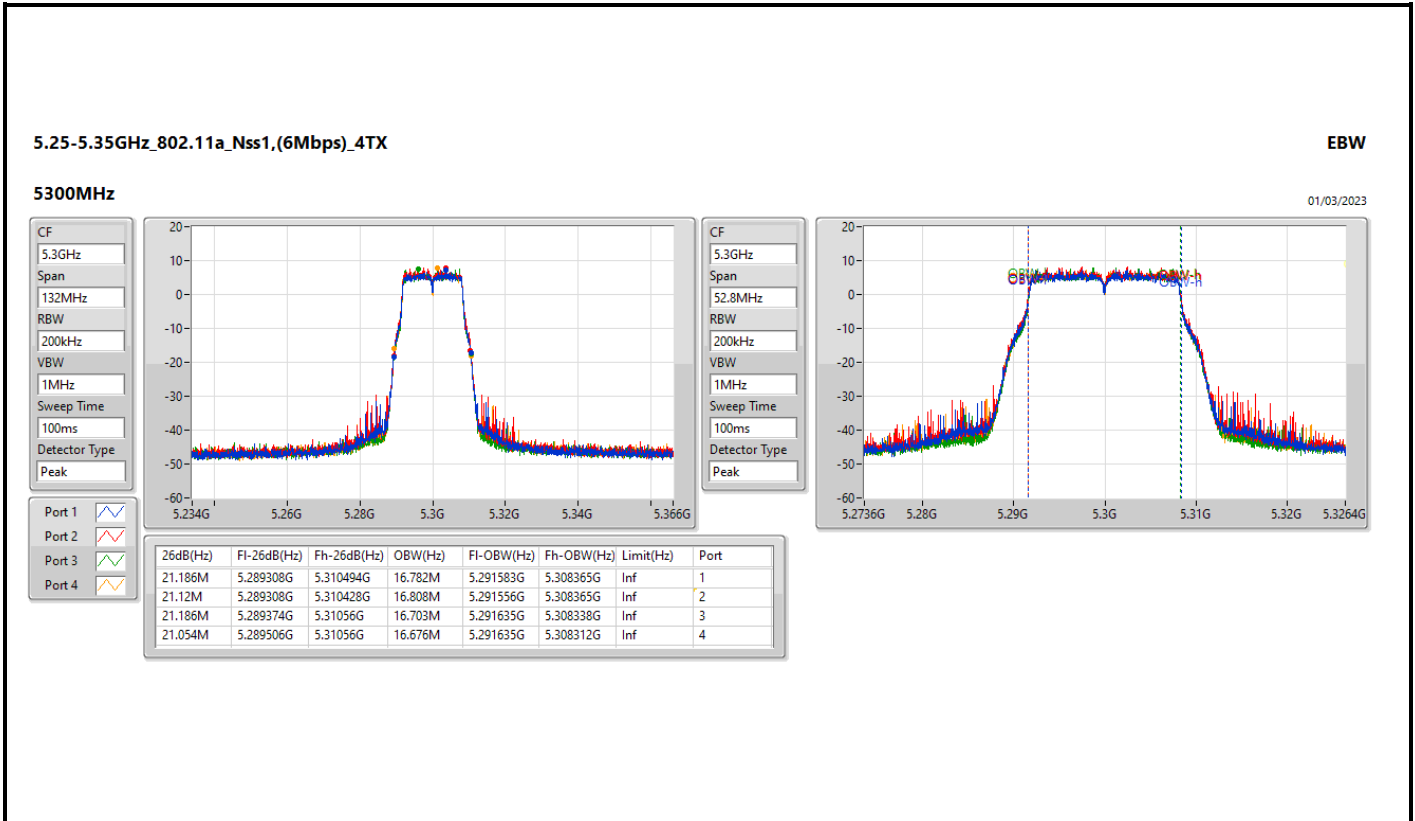 5.25-5.35GHz_802.11a_Nss1,(6Mbps)_4TX
EBW
5300MHz
01/03/2023
CF
5.3GHz
Span
132MHz
RBW
200kHz
VBW
1MHz
Sweep Time
100ms
Detector Type
Peak
Port 1
Port 2
Port 3
Port 4
20
10
0
-10
-20
-30
-40
-50
-60
5.234G 5.26G 5.28G 5.3G 5.32G 5.34G 5.366G
CF
5.3GHz
Span
52.8MHz
RBW
200kHz
VBW
1MHz
Sweep Time
100ms
Detector Type
Peak
20
10
0
-10
-20
-30
-40
-50
-60
OBW-h
OBW-h
5.2736G 5.28G 5.29G 5.3G 5.31G 5.32G 5.3264G
26dB(Hz) Fl-26dB(Hz) Fh-26dB(Hz) OBW(Hz) Fl-OBW(Hz) Fh-OBW(Hz) Limit(Hz) Port
21.186M 5.289308G 5.310494G 16.782M 5.291583G 5.308365G Inf 1
21.12M 5.289308G 5.310428G 16.808M 5.291556G 5.308365G Inf 2
21.186M 5.289374G 5.31056G 16.703M 5.291635G 5.308338G Inf 3
21.054M 5.289506G 5.31056G 16.676M 5.291635G 5.308312G Inf 4